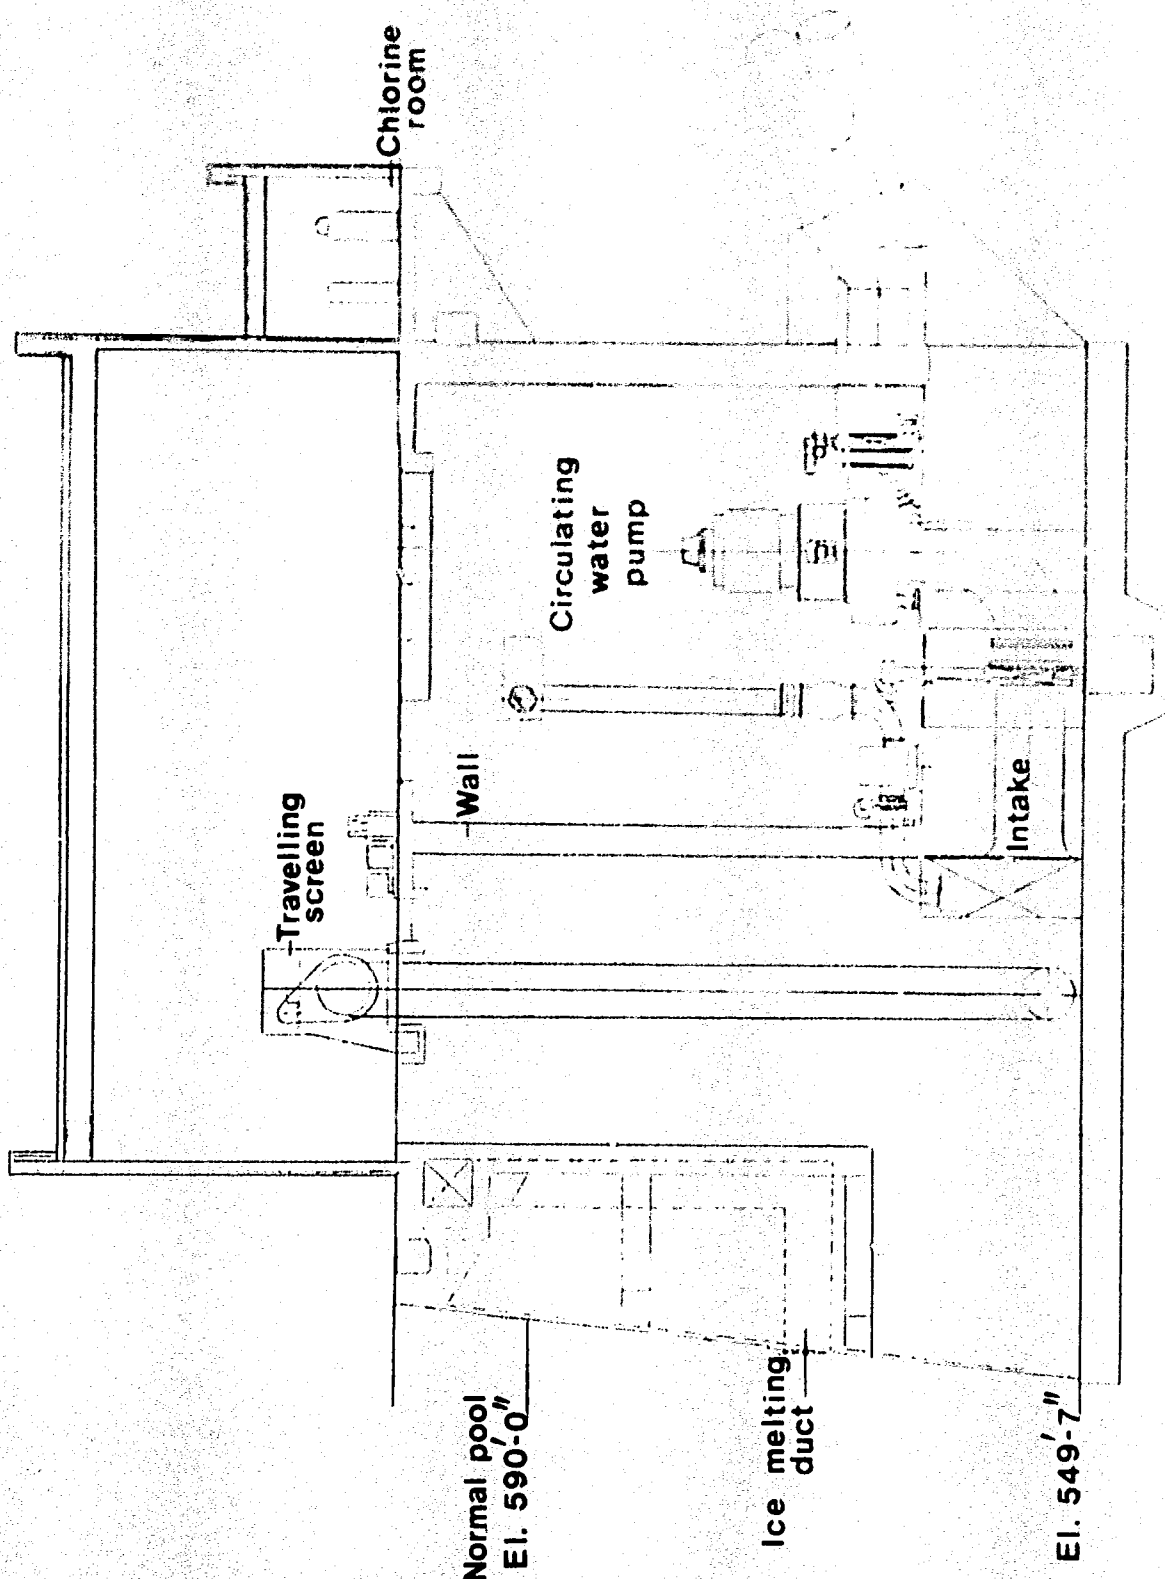 Chlorine
room
Travelling
screen
Wall
Circulating
water
pump
Intake
Normal pool
El. 590'-0"
Ice melting
duct
El. 549'-7"